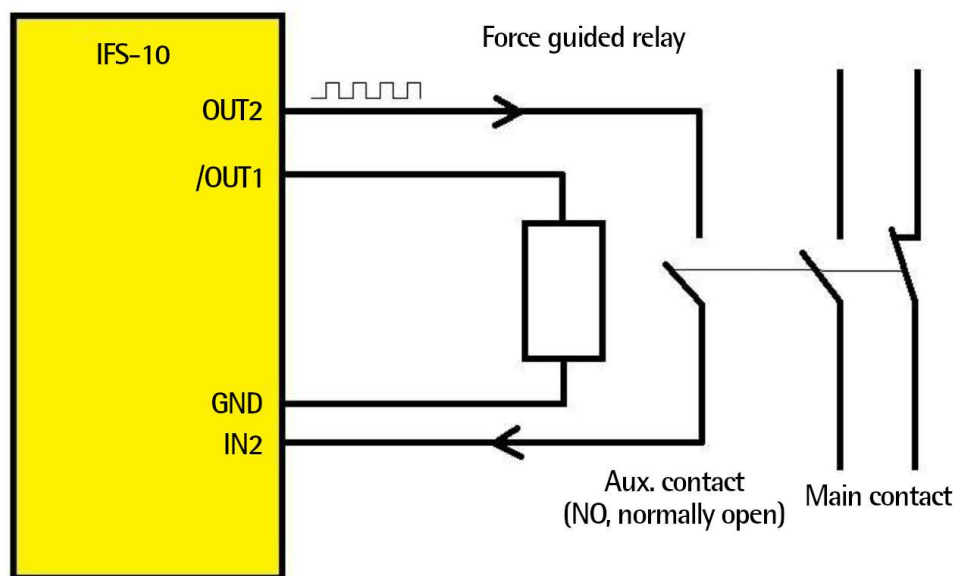 IFS-10
Force guided relay
OUT2
/OUT1
GND
IN2
Aux. contact
(NO, normally open)
Main contact